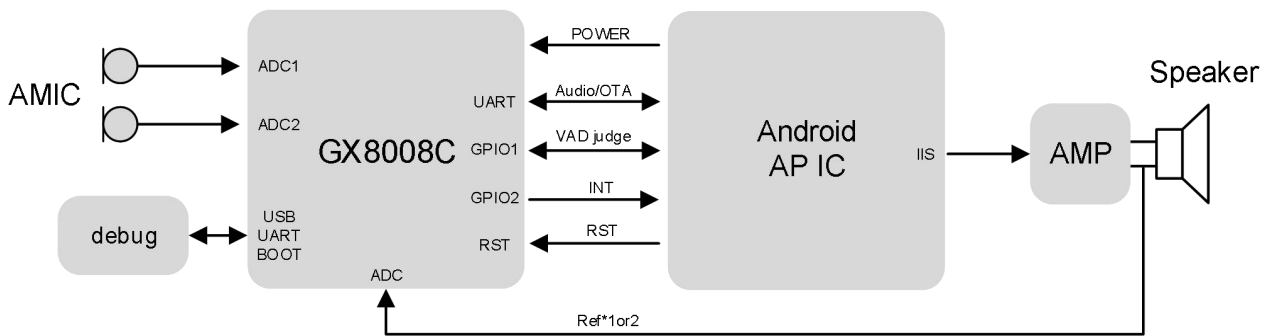 AMIC
ADC1
ADC2
GX8008C
debug
USB
UART
BOOT
ADC
UART
GPIO1
GPIO2
RST
POWER
Audio/OTA
VAD judge
INT
RST
Android
AP IC
IIS
AMP
Speaker
Ref*1or2